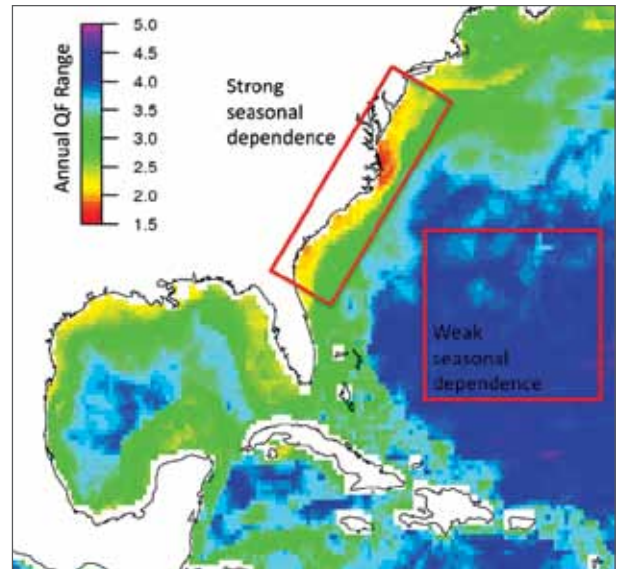 Annual QF Range
5.0
4.5
4.0
3.5
3.0
2.5
2.0
1.5
Strong
seasonal
dependence
Weak
seasonal
dependence